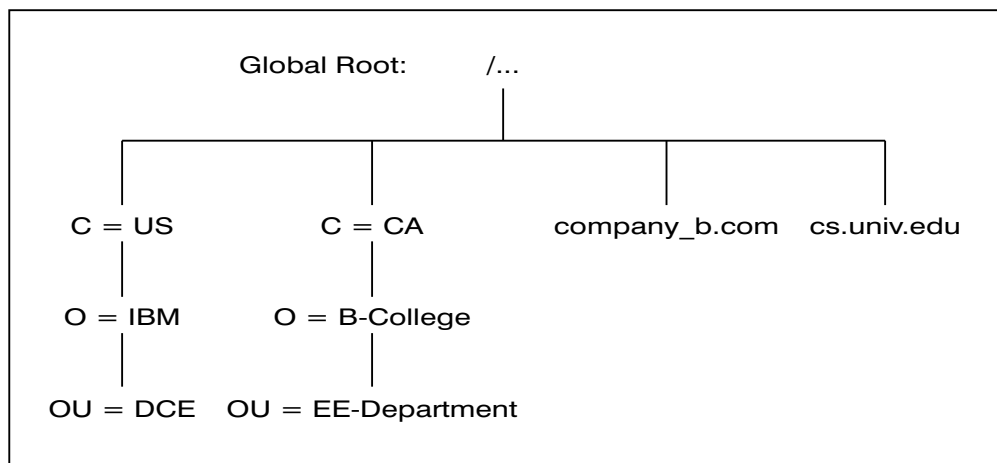 Global Root: /...
C = US C = CA company_b.com cs.univ.edu
O = IBM O = B-College
OU = DCE OU = EE-Department